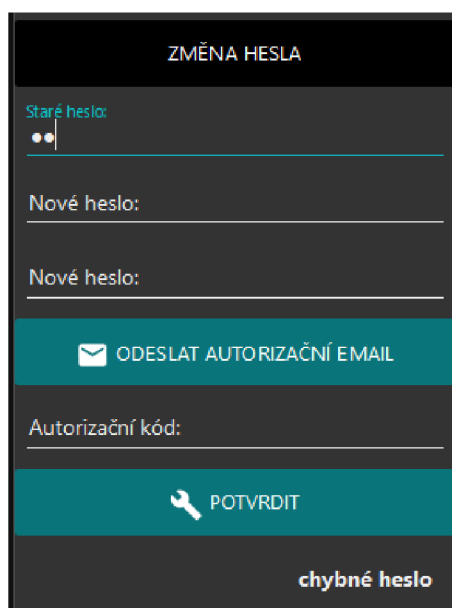 ZMĚNA HESLA
Staré heslo:
●●
Nové heslo:
Nové heslo:
ODESLAT AUTORIZAČNÍ EMAIL
Autorizační kód:
POTVRDIT
chybné heslo